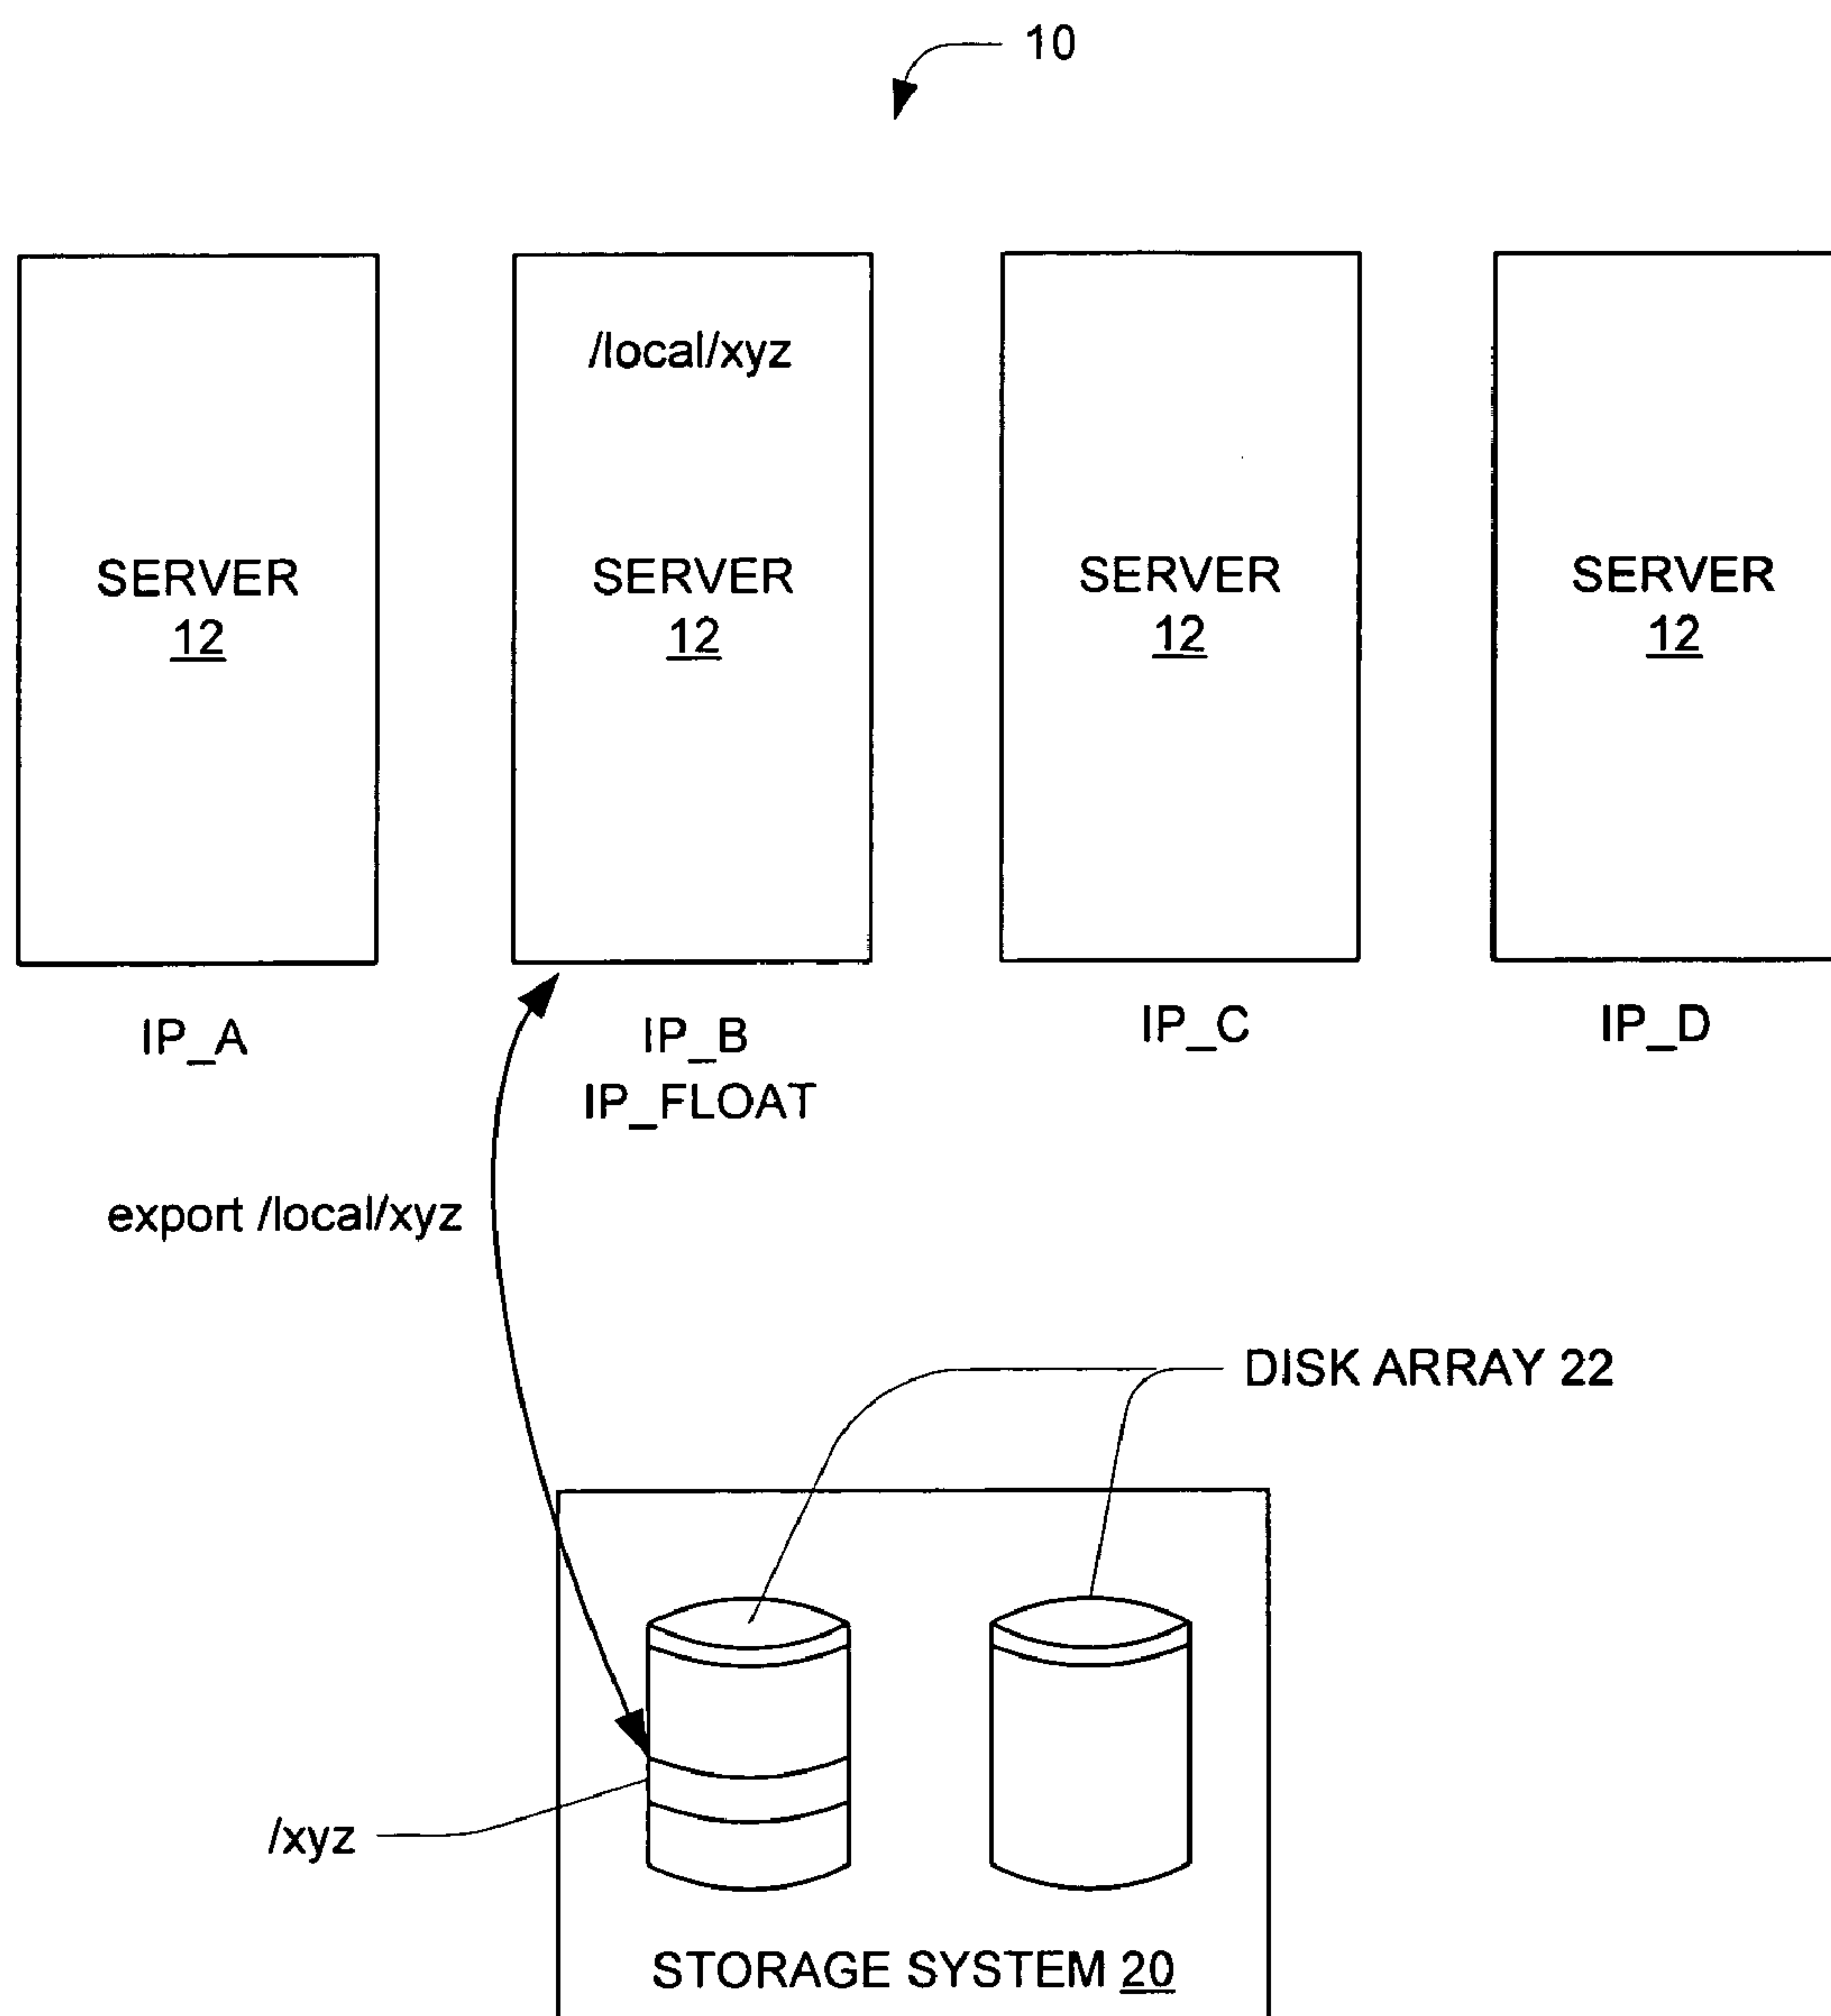 10
/local/xyz
SERVER
12
SERVER
12
SERVER
12
SERVER
12
IP_A
IP_B
IP_FLOAT
IP_C
IP_D
export /local/xyz
DISK ARRAY 22
/xyz
STORAGE SYSTEM 20